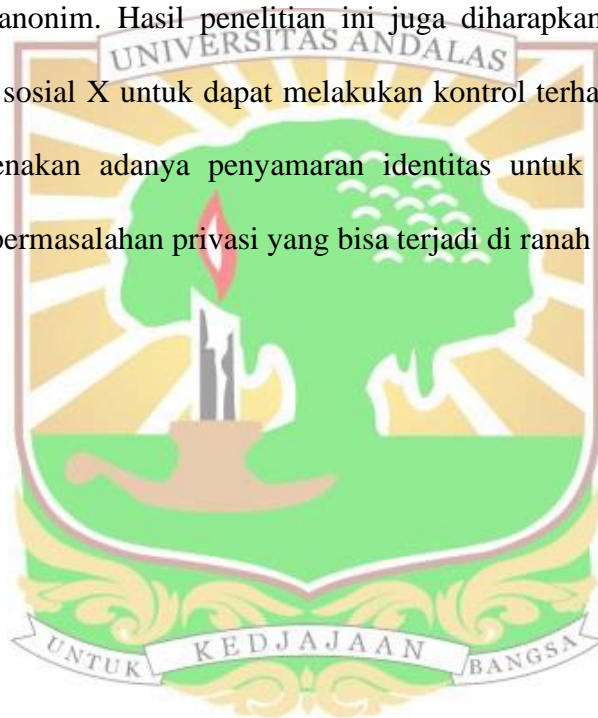 anonim. Hasil penelitian ini juga diharapkan
UNIVERSITAS ANDALAS
sosial X untuk dapat melakukan kontrol terha
enakan adanya penyamaran identitas untuk
permasalahan privasi yang bisa terjadi di ranah
UNTUK KEDJAJAAN BANGSA